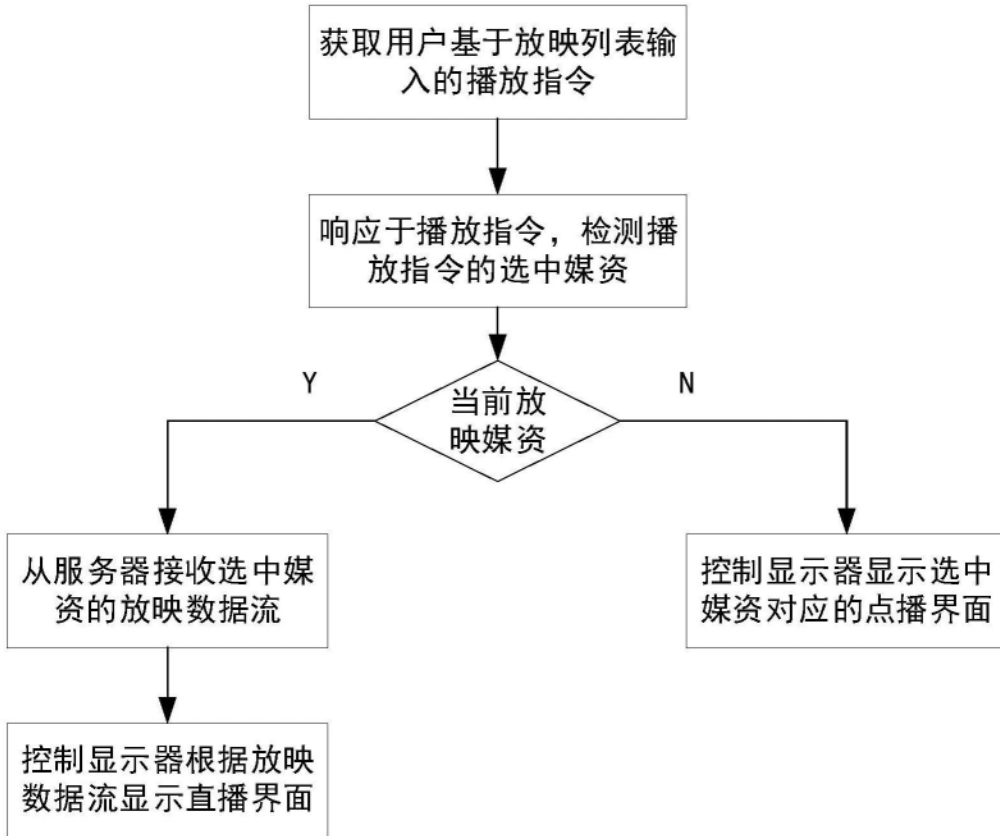 获取用户基于放映列表输
入的播放指令
响应于播放指令，检测播
放指令的选中媒资
Y
N
当前放
映媒资
从服务器接收选中媒
资的放映数据流
控制显示器显示选中
媒资对应的点播界面
控制显示器根据放映
数据流显示直播界面